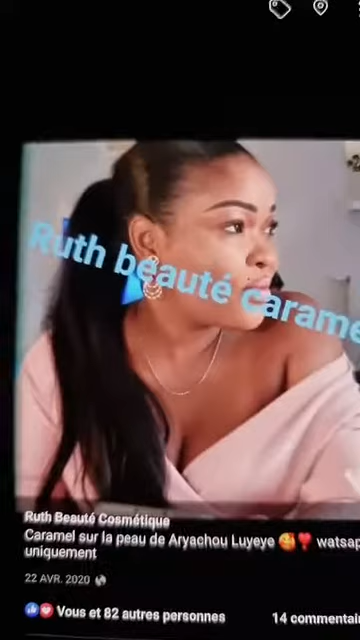 Ruth beauté Caramel
Ruth Beauté Cosmétique
Caramel sur la peau de Aryachou Luyeye 🥰❣️ watsap
uniquement
22 AVR. 2020
Vous et 82 autres personnes
14 commentai